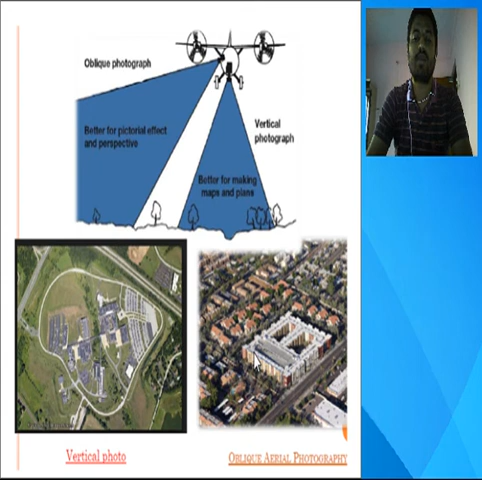 Oblique photograph
Better for pictorial effect
and perspective
Vertical
photograph
Better for making
maps and plans
Vertical photo
OBLIQUE AERIAL PHOTOGRAPHY